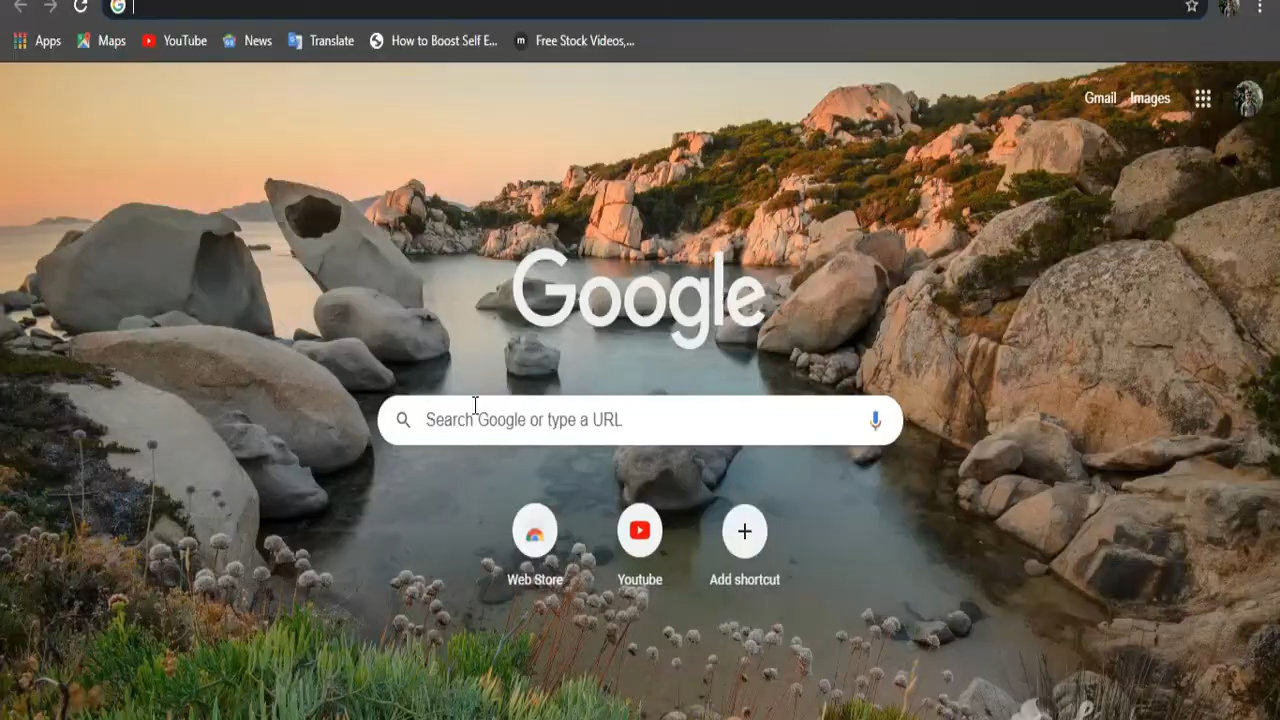 Apps Maps YouTube News Translate How to Boost Self E... m Free Stock Videos,...
Gmail Images
Google
Search Google or type a URL
Web Store Youtube Add shortcut